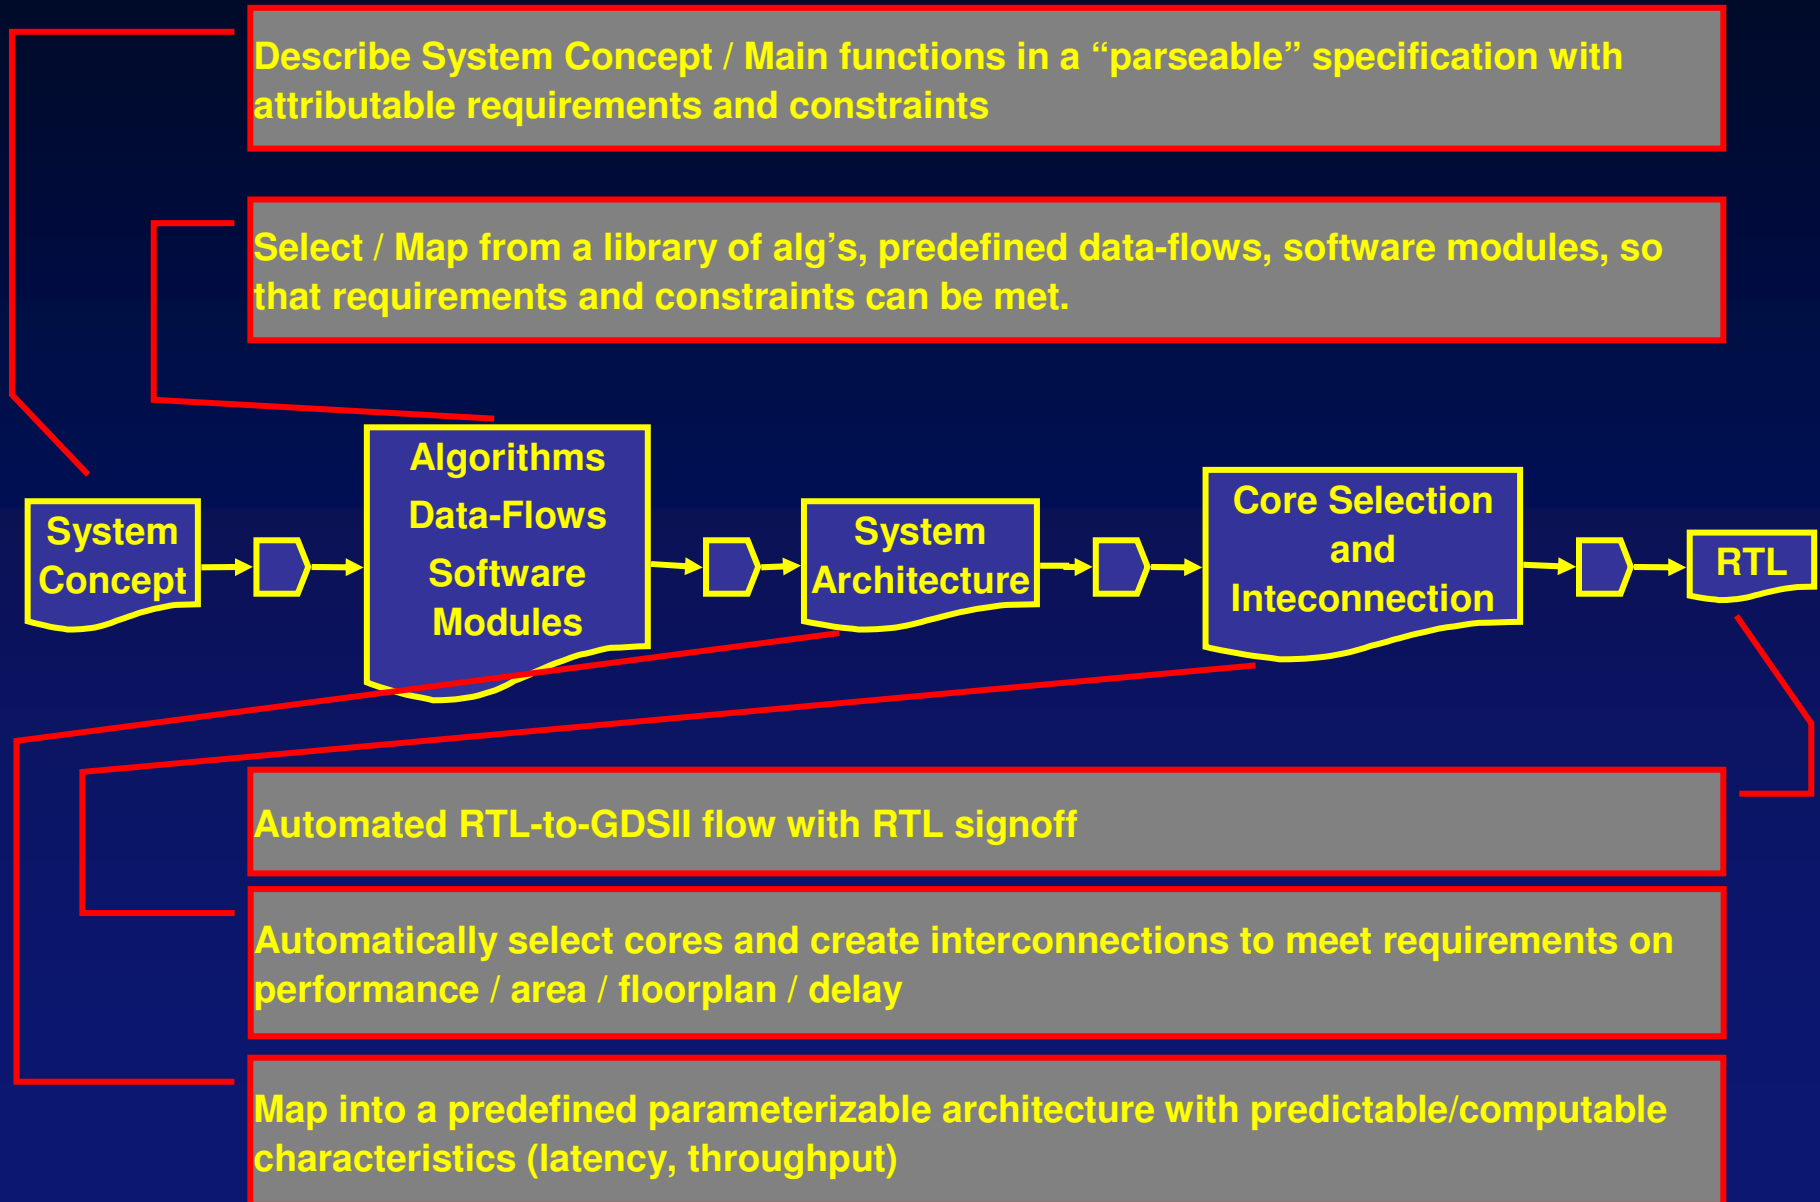 Describe System Concept / Main functions in a “parseable” specification with
attributable requirements and constraints
Select / Map from a library of alg’s, predefined data-flows, software modules, so
that requirements and constraints can be met.
System
Concept
Algorithms
Data-Flows
Software
Modules
System
Architecture
Core Selection
and
Inteconnection
RTL
Automated RTL-to-GDSII flow with RTL signoff
Automatically select cores and create interconnections to meet requirements on
performance / area / floorplan / delay
Map into a predefined parameterizable architecture with predictable/computable
characteristics (latency, throughput)